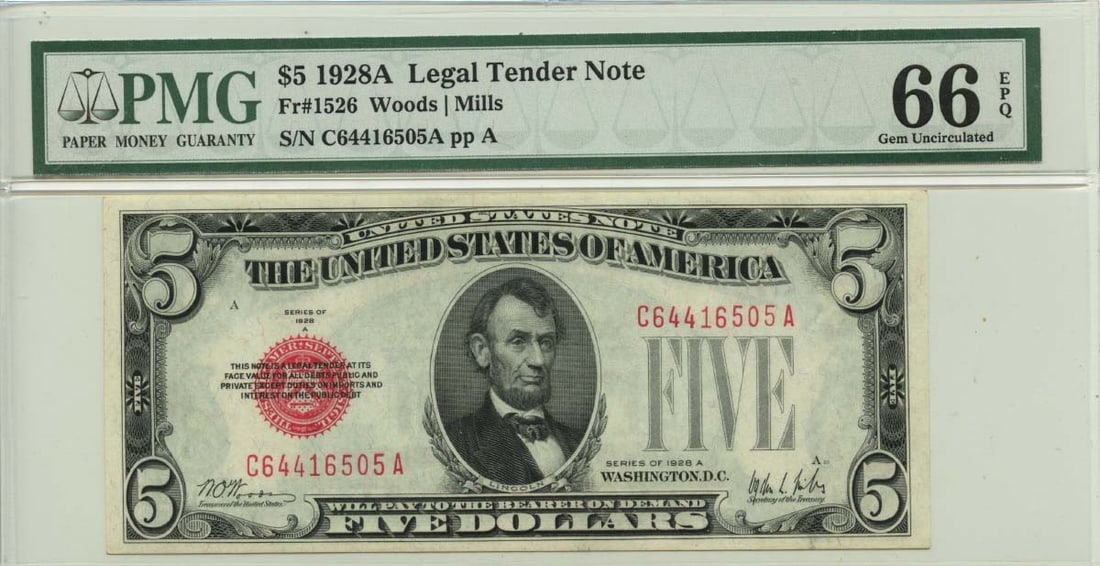 PMG
PAPER MONEY GUARANTY
$5 1928A Legal Tender Note
Fr#1526 Woods | Mills
S/N C64416505A pp A
66
EPQ
Gem Uncirculated
UNITED STATES NOTE
THE UNITED STATES OF AMERICA
5
5
A
SERIES OF
1928
A
C64416505A
THIS NOTE IS A LEGAL TENDER AT ITS
FACE VALUE FOR ALL DEBTS PUBLIC AND
PRIVATE EXCEPT DUTIES ON IMPORTS AND
INTEREST ON THE PUBLIC DEBT
FIVE
FIVE
FIVE
C64416505A
LINCOLN
SERIES OF 1928 A
WASHINGTON, D.C.
A
5
5
W.O. Woods
Treasurer of the United States.
Secretary of the Treasury.
WILL PAY TO THE BEARER ON DEMAND
FIVE DOLLARS